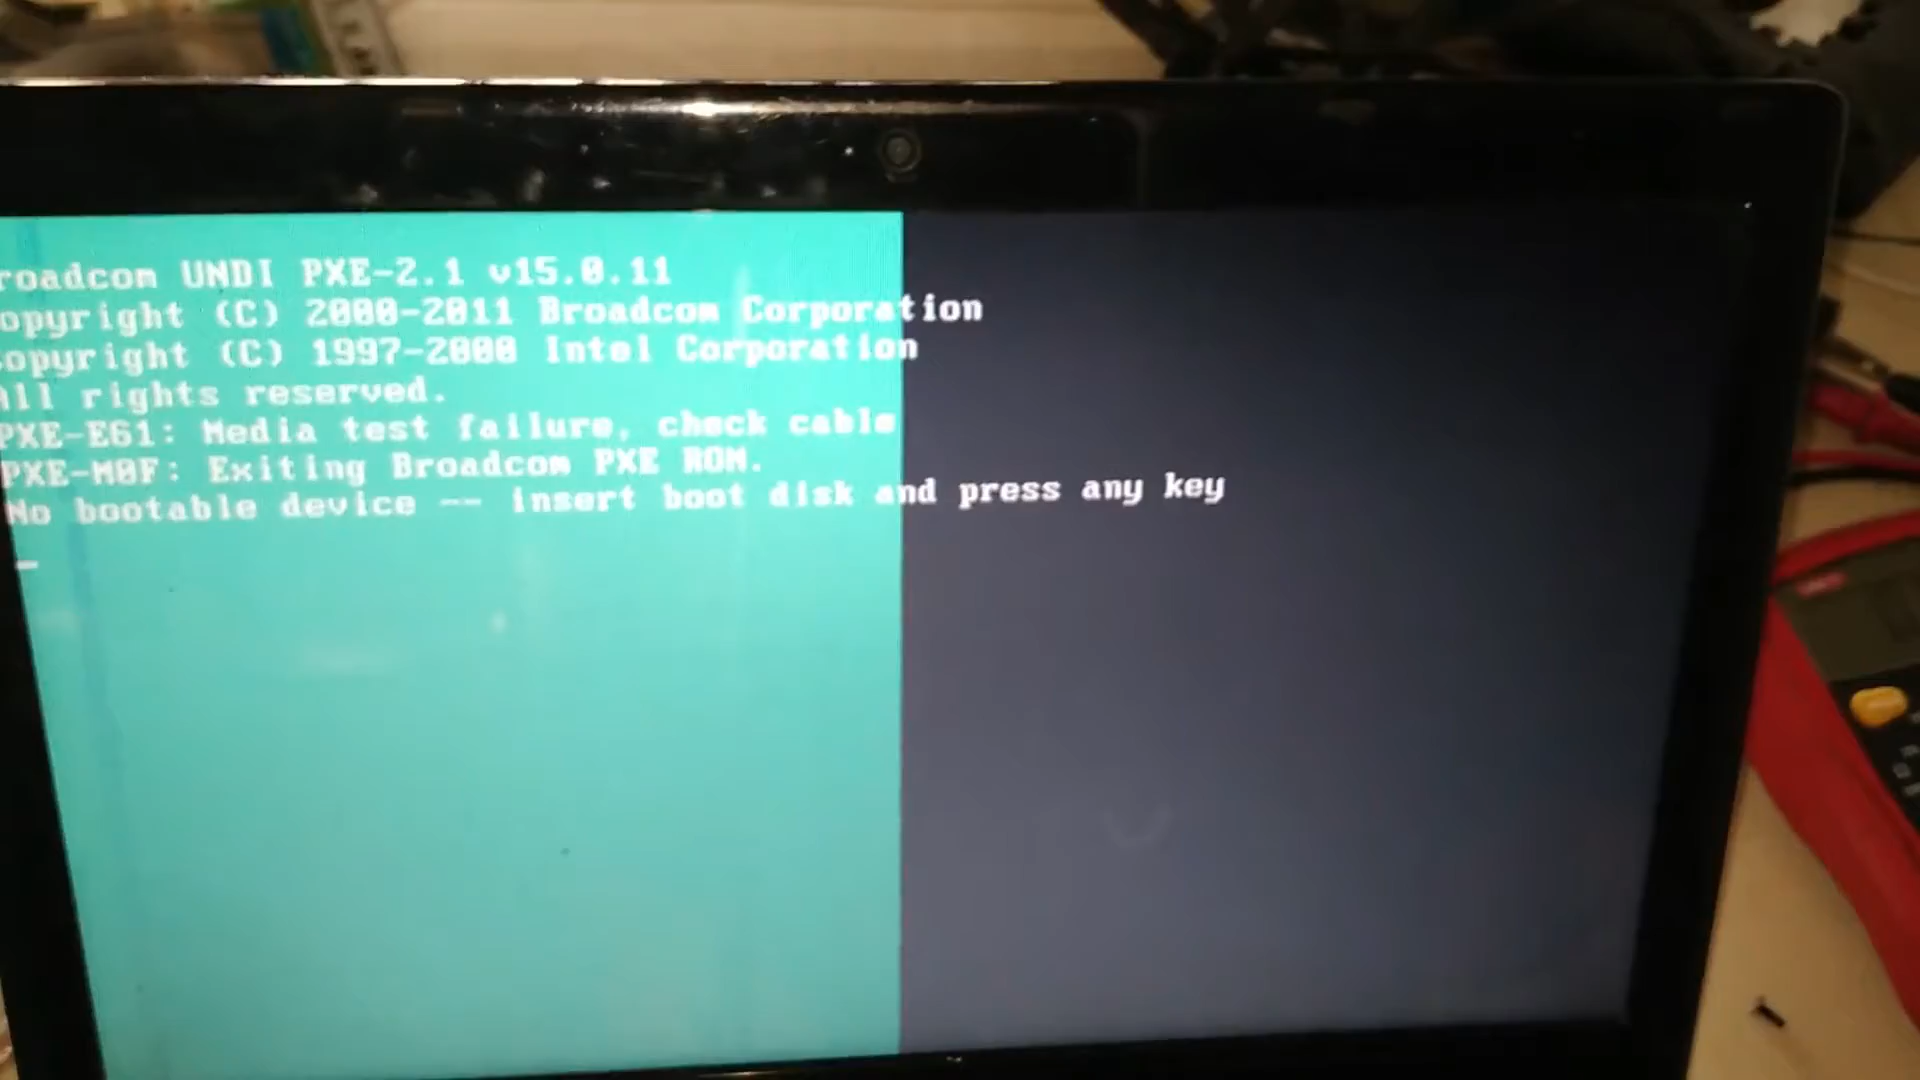 roadcom UNDI PXE-2.1 v15.0.11
opyright (C) 2000-2011 Broadcom Corporation
opyright (C) 1997-2000 Intel Corporation
All rights reserved.
PXE-E61: Media test failure, check cable
PXE-M0F: Exiting Broadcom PXE ROM.
No bootable device -- insert boot disk and press any key
_